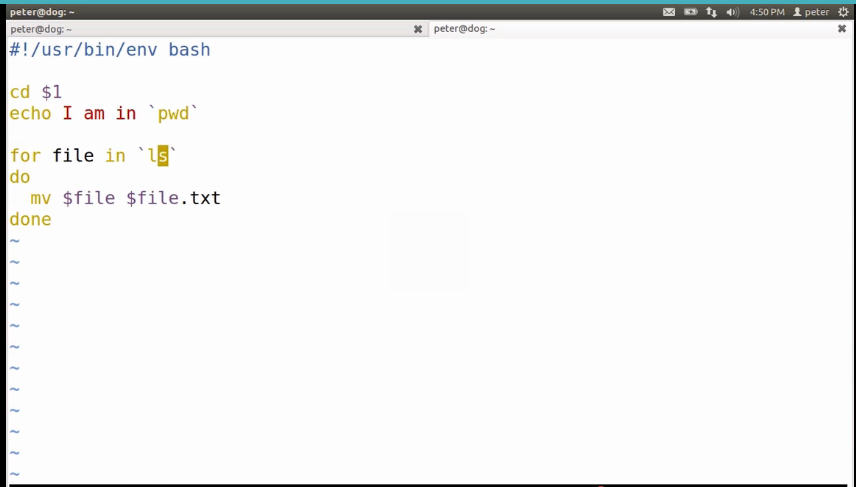 peter@dog: ~
4:50 PM peter
peter@dog: ~
peter@dog: ~
#!/usr/bin/env bash
cd $1
echo I am in `pwd`
for file in `ls`
do
mv $file $file.txt
done
~
~
~
~
~
~
~
~
~
~
~
~